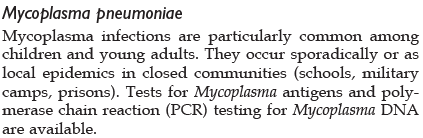 Mycoplasma pneumoniae
Mycoplasma infections are particularly common among
children and young adults. They occur sporadically or as
local epidemics in closed communities (schools, military
camps, prisons). Tests for Mycoplasma antigens and poly-
merase chain reaction (PCR) testing for Mycoplasma DNA
are available.